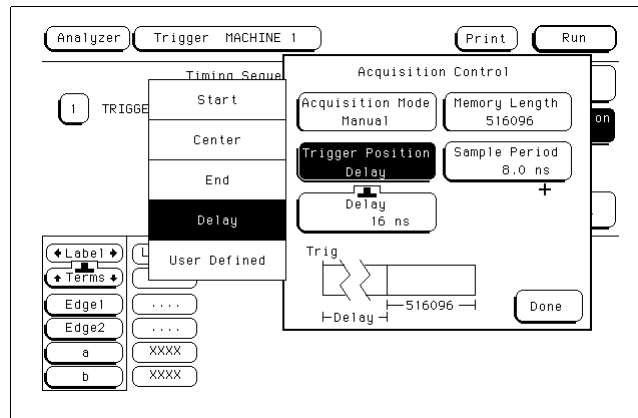 Analyzer Trigger MACHINE 1 Print Run
Timing Seque
Acquisition Control
1 TRIGGE
Start
Center
End
Delay
User Defined
Acquisition Mode
Manual
Memory Length
516096
on
Trigger Position
Delay
Sample Period
8.0 ns
Delay
16 ns
Trig
516096
Delay
Done
Label L
Terms
Edge1 ....
Edge2 ....
a XXXX
b XXXX